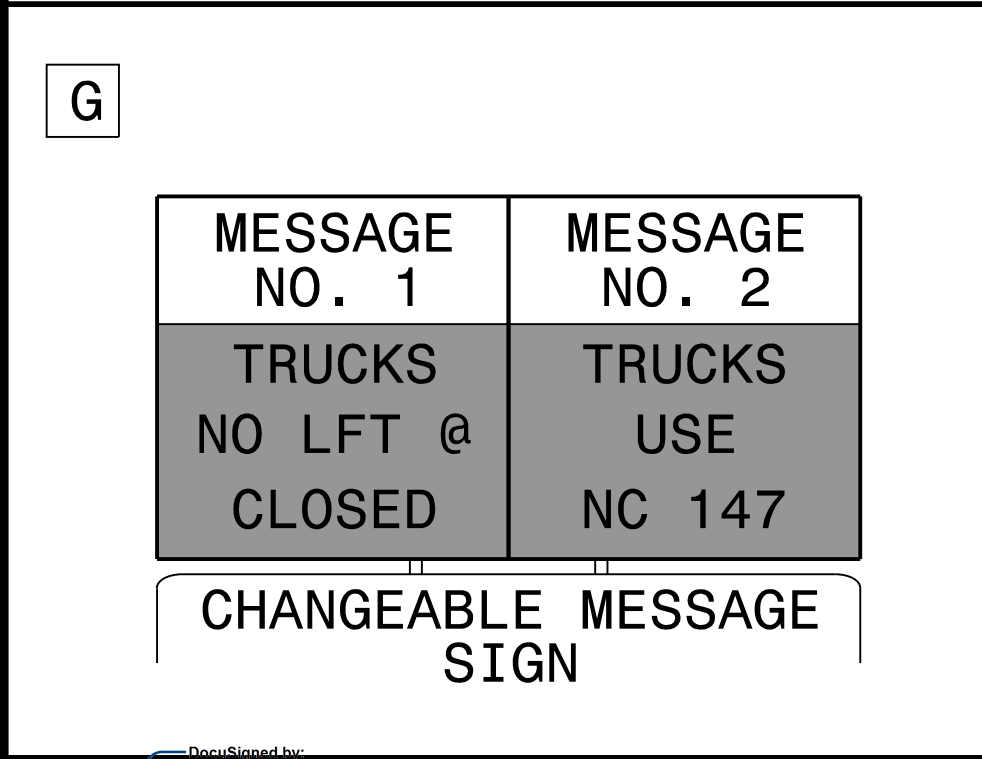 G
MESSAGE
NO. 1
MESSAGE
NO. 2
TRUCKS
NO LFT @
CLOSED
TRUCKS
USE
NC 147
CHANGEABLE MESSAGE
SIGN
DocuSigned by: